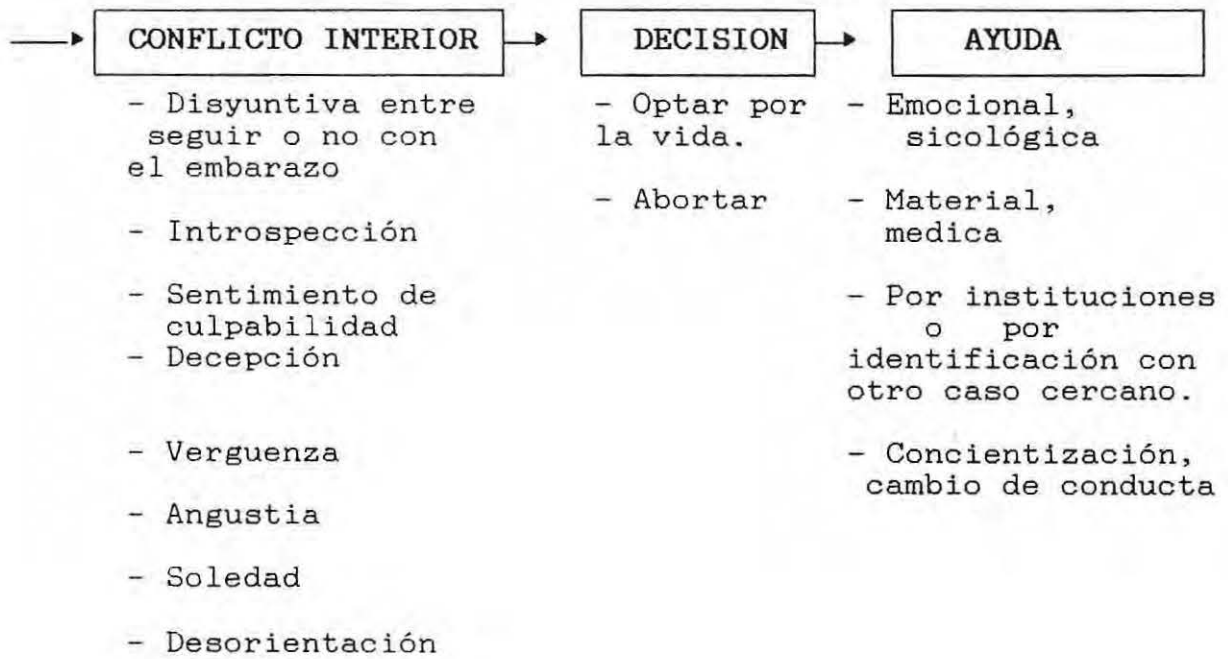 CONFLICTO INTERIOR
- Disyuntiva entre
seguir o no con
el embarazo
- Introspección
- Sentimiento de
culpabilidad
- Decepción
- Verguenza
- Angustia
- Soledad
- Desorientación
DECISION
- Optar por
la vida.
- Abortar
AYUDA
- Emocional,
sicológica
- Material,
medica
- Por instituciones
o por
identificación con
otro caso cercano.
- Concientización,
cambio de conducta